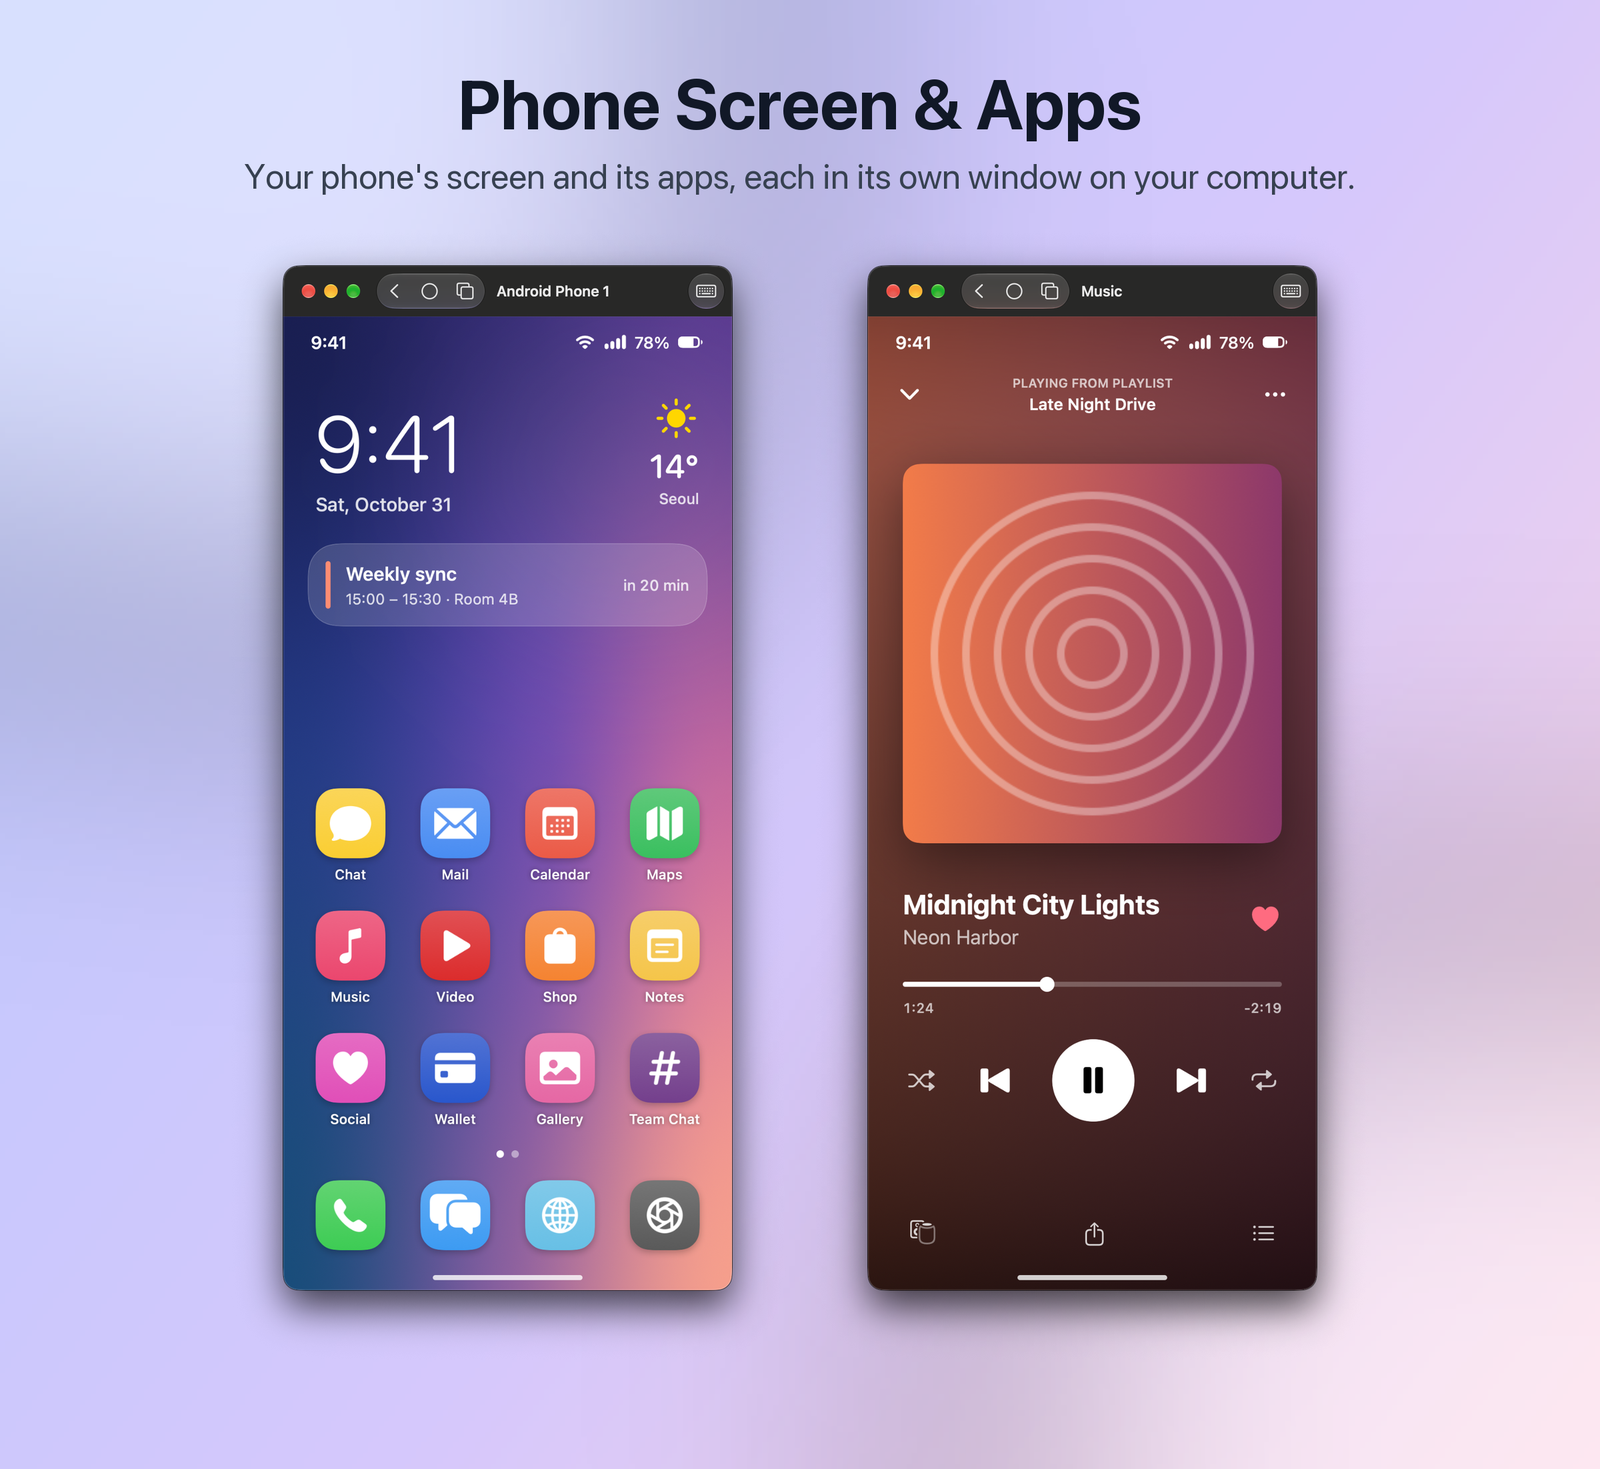 Phone Screen & Apps
Your phone's screen and its apps, each in its own window on your computer.
Android Phone 1
9:41
78%
9:41
Sat, October 31
14°
Seoul
Weekly sync
15:00 – 15:30 · Room 4B
in 20 min
Chat
Mail
Calendar
Maps
Music
Video
Shop
Notes
Social
Wallet
Gallery
Team Chat
Music
9:41
78%
PLAYING FROM PLAYLIST
Late Night Drive
Midnight City Lights
Neon Harbor
1:24
-2:19